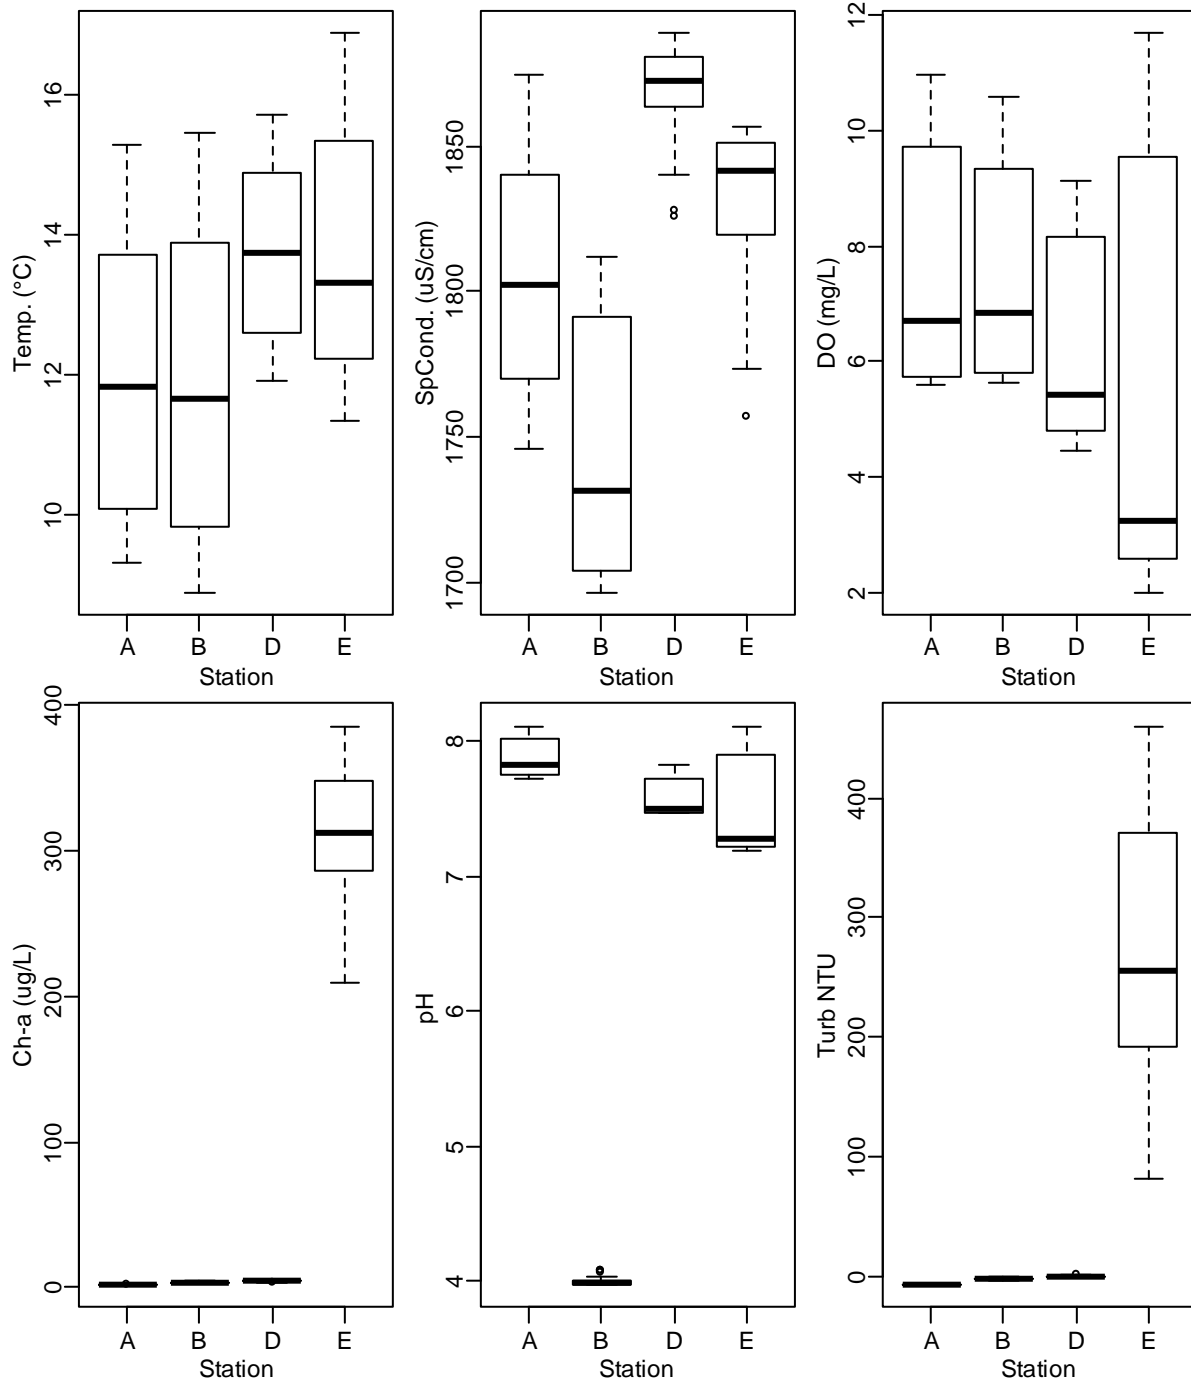 Temp. (°C)
16
14
12
10
A B D E
Station
SpCond. (uS/cm)
1850
1800
1750
1700
A B D E
Station
DO (mg/L)
12
10
8
6
4
2
A B D E
Station
Ch-a (ug/L)
400
300
200
100
0
A B D E
Station
pH
8
7
6
5
4
A B D E
Station
Turb NTU
400
300
200
100
0
A B D E
Station